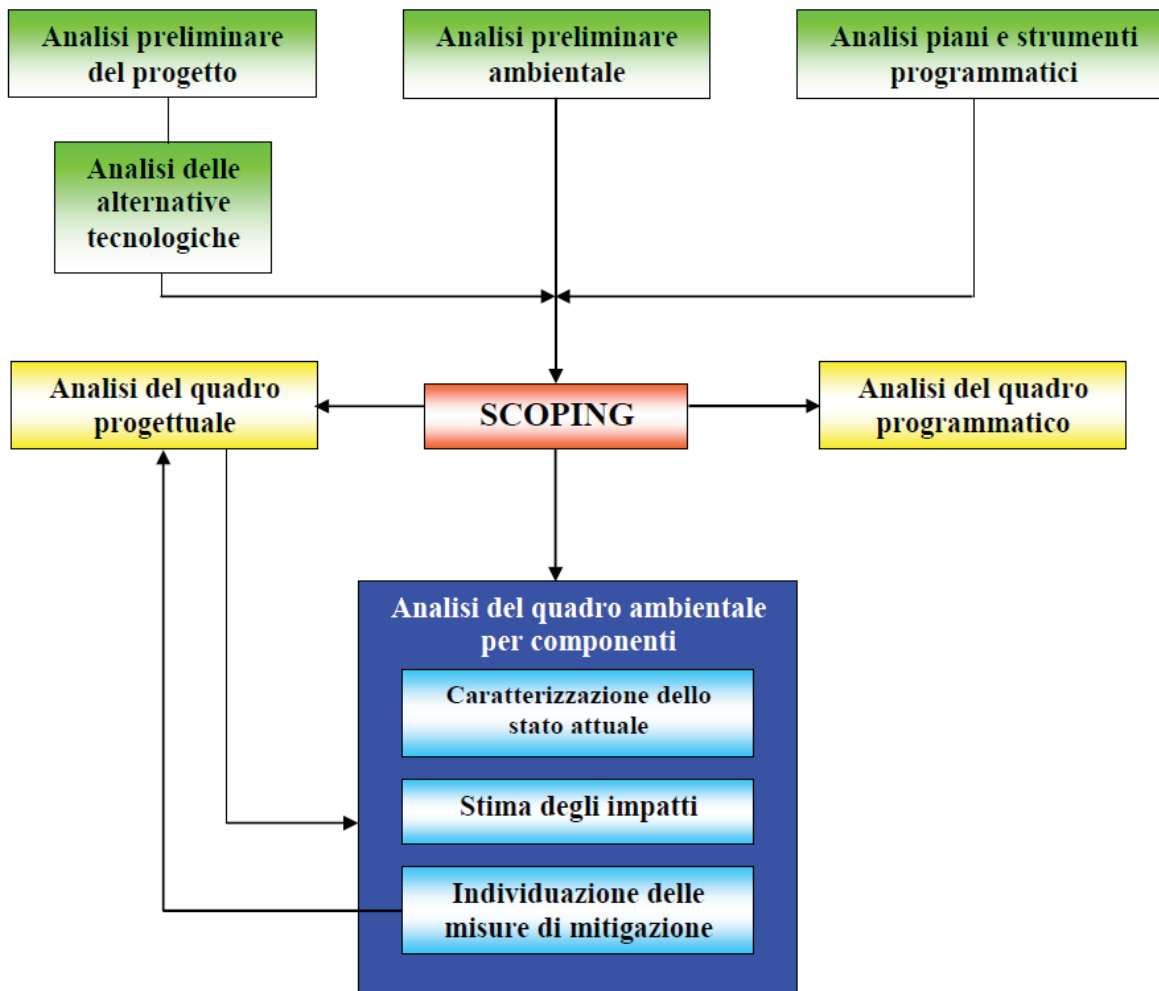 Analisi preliminare
del progetto
Analisi preliminare
ambientale
Analisi piani e strumenti
programmatici
Analisi delle
alternative
tecnologiche
Analisi del quadro
progettuale
SCOPING
Analisi del quadro
programmatico
Analisi del quadro ambientale
per componenti
Caratterizzazione dello
stato attuale
Stima degli impatti
Individuazione delle
misure di mitigazione